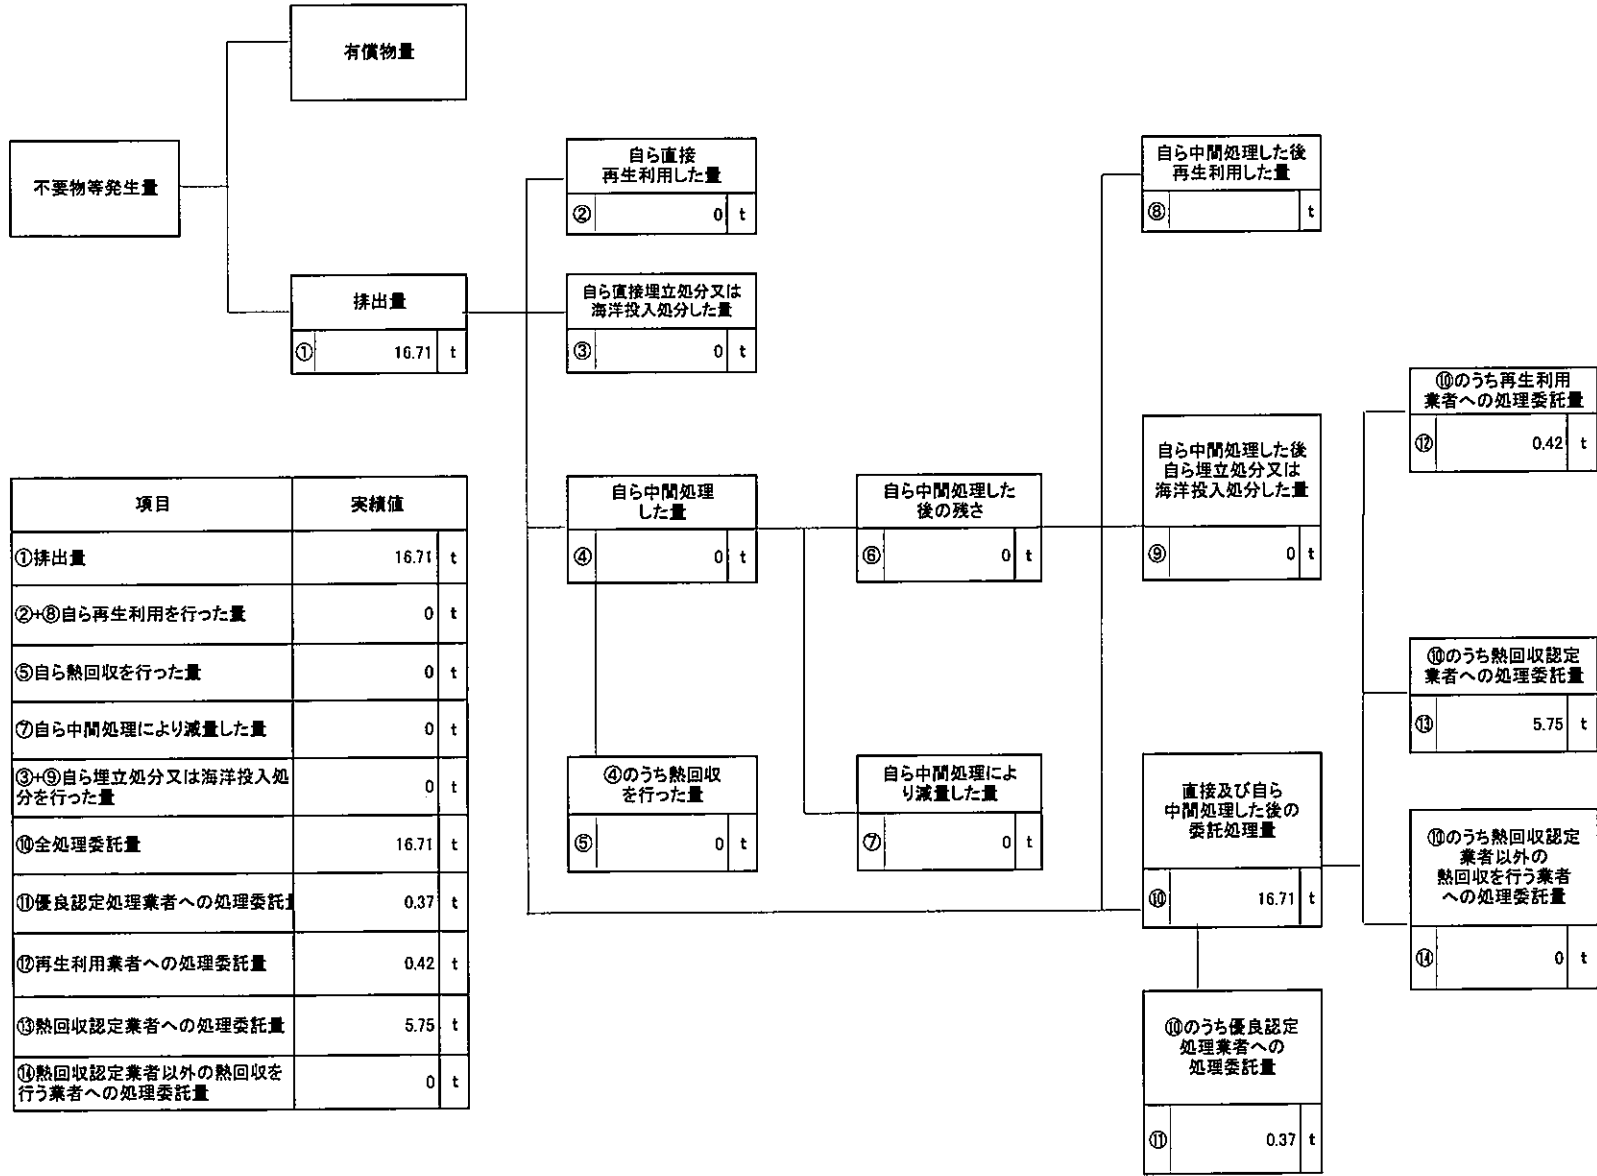 有償物量
不要物等発生量
排出量
① 16.71 t
自ら直接
再生利用した量
② 0 t
自ら直接埋立処分又は
海洋投入処分した量
③ 0 t
自ら中間処理
した量
④ 0 t
④のうち熱回収
を行った量
⑤ 0 t
自ら中間処理した
後の残さ
⑥ 0 t
自ら中間処理によ
り減量した量
⑦ 0 t
自ら中間処理した後
再生利用した量
⑧ t
自ら中間処理した後
自ら埋立処分又は
海洋投入処分した量
⑨ 0 t
直接及び自ら
中間処理した後の
委託処理量
⑩ 16.71 t
⑩のうち優良認定
処理業者への
処理委託量
⑪ 0.37 t
⑩のうち再生利用
業者への処理委託量
⑫ 0.42 t
⑩のうち熱回収認定
業者への処理委託量
⑬ 5.75 t
⑩のうち熱回収認定
業者以外の
熱回収を行う業者
への処理委託量
⑭ 0 t
項目 実績値
①排出量 16.71 t
②+⑧自ら再生利用を行った量 0 t
⑤自ら熱回収を行った量 0 t
⑦自ら中間処理により減量した量 0 t
③+⑨自ら埋立処分又は海洋投入処
分を行った量 0 t
⑩全処理委託量 16.71 t
⑪優良認定処理業者への処理委託 0.37 t
⑫再生利用業者への処理委託量 0.42 t
⑬熱回収認定業者への処理委託量 5.75 t
⑭熱回収認定業者以外の熱回収を
行う業者への処理委託量 0 t